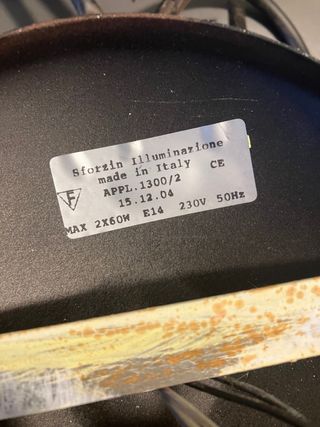 Sforzin Illuminazione
made in Italy CE
APPL.1300/2
15.12.04
F
MAX 2X60W E14 230V 50Hz